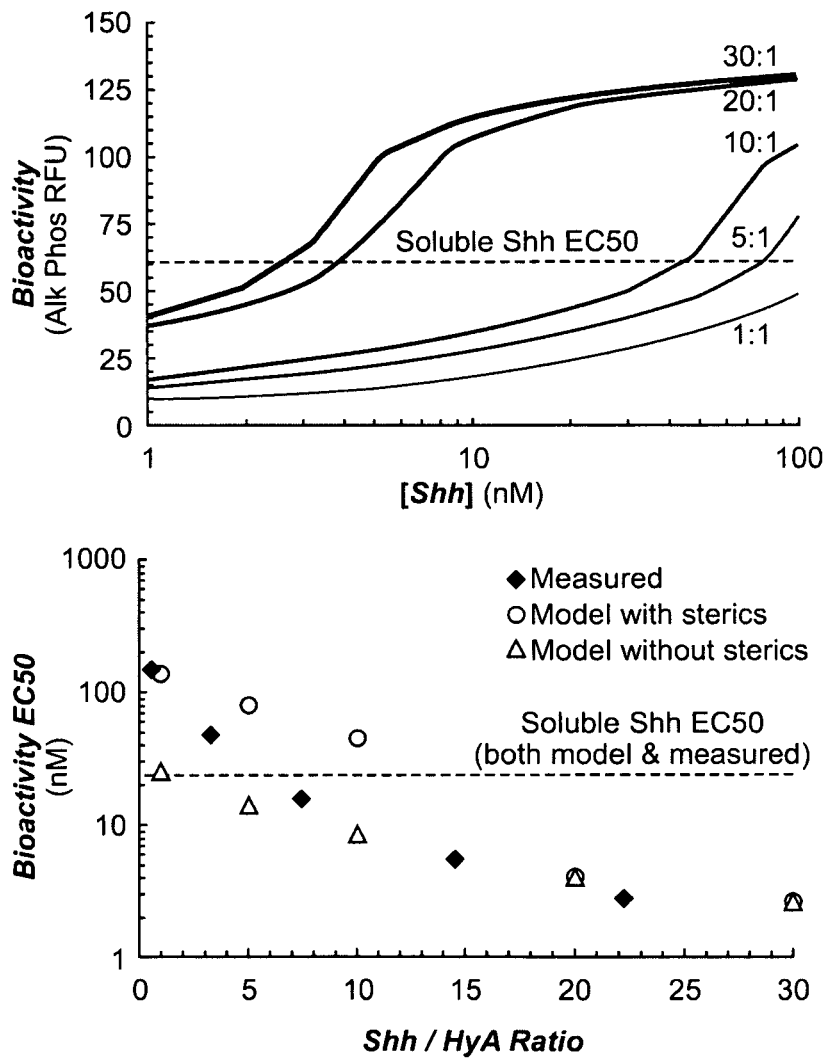 150
125
100
75
50
25
0
Bioactivity
(Alk Phos RFU)
30:1
20:1
10:1
Soluble Shh EC50
5:1
1:1
1
10
100
[Shh] (nM)
1000
100
10
1
Bioactivity EC50
(nM)
Measured
Model with sterics
Model without sterics
Soluble Shh EC50
(both model & measured)
0
5
10
15
20
25
30
Shh / HyA Ratio